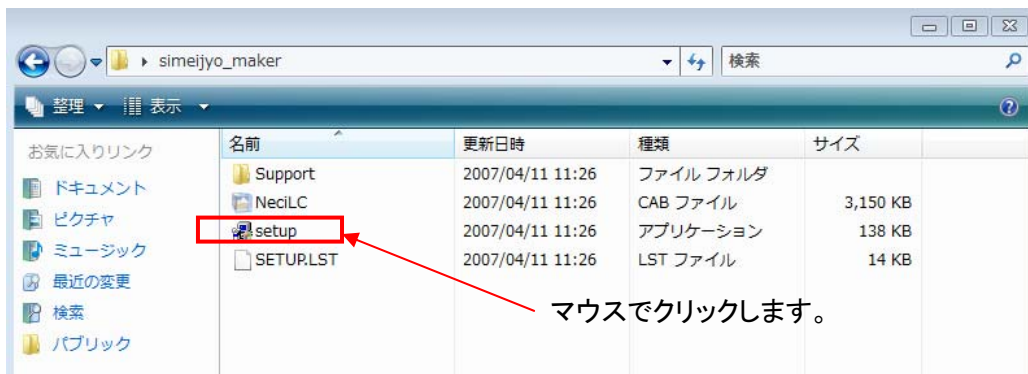 simeijyo_maker
検索
整理 表示
お気に入りリンク
ドキュメント
ピクチャ
ミュージック
最近の変更
検索
パブリック
名前 更新日時 種類 サイズ
Support 2007/04/11 11:26 ファイル フォルダ
NeciLC 2007/04/11 11:26 CAB ファイル 3,150 KB
setup 2007/04/11 11:26 アプリケーション 138 KB
SETUP.LST 2007/04/11 11:26 LST ファイル 14 KB
マウスでクリックします。